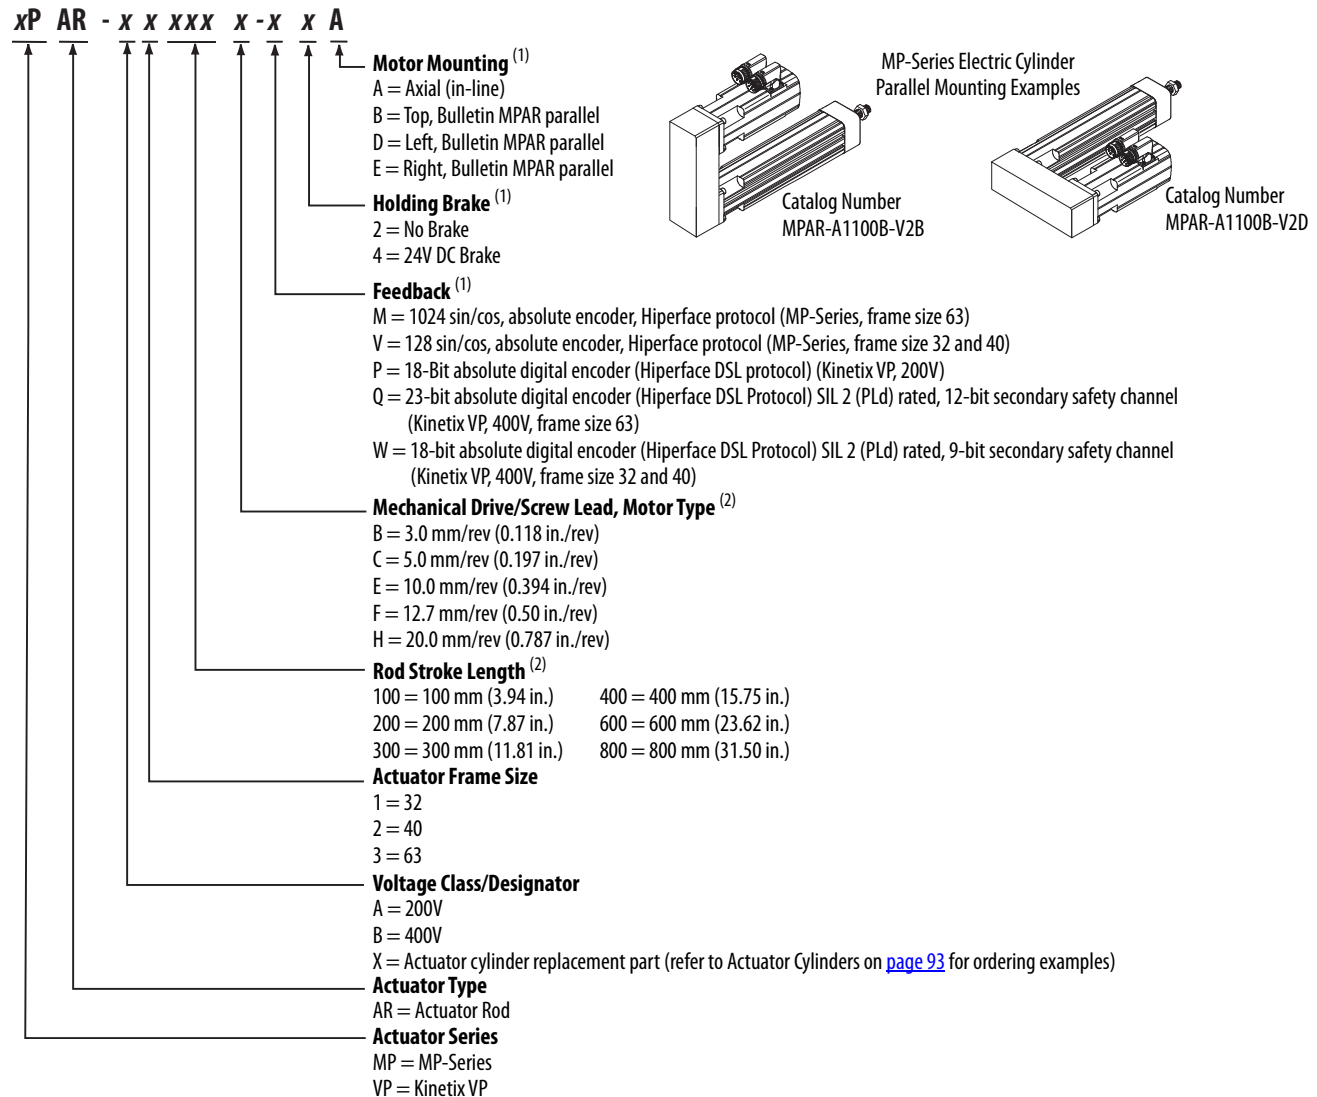 xP AR - x x xxx x - x x A
Motor Mounting (1)
A = Axial (in-line)
B = Top, Bulletin MPAR parallel
D = Left, Bulletin MPAR parallel
E = Right, Bulletin MPAR parallel
MP-Series Electric Cylinder
Parallel Mounting Examples
Catalog Number
MPAR-A1100B-V2B
Catalog Number
MPAR-A1100B-V2D
Holding Brake (1)
2 = No Brake
4 = 24V DC Brake
Feedback (1)
M = 1024 sin/cos, absolute encoder, Hiperface protocol (MP-Series, frame size 63)
V = 128 sin/cos, absolute encoder, Hiperface protocol (MP-Series, frame size 32 and 40)
P = 18-Bit absolute digital encoder (Hiperface DSL protocol) (Kinetix VP, 200V)
Q = 23-bit absolute digital encoder (Hiperface DSL Protocol) SIL 2 (PLd) rated, 12-bit secondary safety channel
(Kinetix VP, 400V, frame size 63)
W = 18-bit absolute digital encoder (Hiperface DSL Protocol) SIL 2 (PLd) rated, 9-bit secondary safety channel
(Kinetix VP, 400V, frame size 32 and 40)
Mechanical Drive/Screw Lead, Motor Type (2)
B = 3.0 mm/rev (0.118 in./rev)
C = 5.0 mm/rev (0.197 in./rev)
E = 10.0 mm/rev (0.394 in./rev)
F = 12.7 mm/rev (0.50 in./rev)
H = 20.0 mm/rev (0.787 in./rev)
Rod Stroke Length (2)
100 = 100 mm (3.94 in.) 400 = 400 mm (15.75 in.)
200 = 200 mm (7.87 in.) 600 = 600 mm (23.62 in.)
300 = 300 mm (11.81 in.) 800 = 800 mm (31.50 in.)
Actuator Frame Size
1 = 32
2 = 40
3 = 63
Voltage Class/Designator
A = 200V
B = 400V
X = Actuator cylinder replacement part (refer to Actuator Cylinders on page 93 for ordering examples)
Actuator Type
AR = Actuator Rod
Actuator Series
MP = MP-Series
VP = Kinetix VP